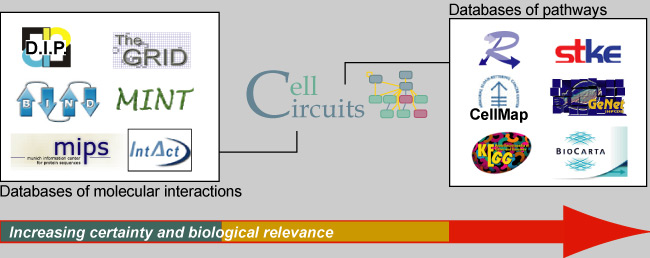 Databases of pathways
D.I.P.
The
GRID
BIND
MINT
mips
munich information center
for protein sequences
IntAct
Databases of molecular interactions
Cell
Circuits
R
stke
CellMap
GeNet
KEGG
BIOCARTA
Increasing certainty and biological relevance